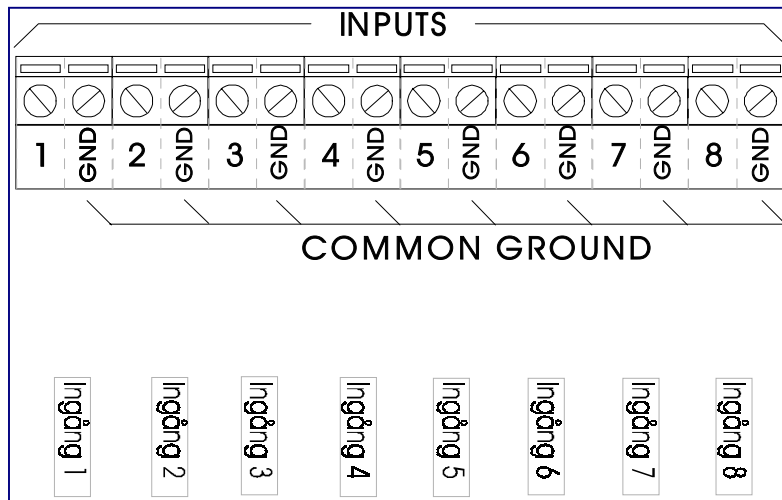 INPUTS
1 GND 2 GND 3 GND 4 GND 5 GND 6 GND 7 GND 8 GND
COMMON GROUND
Ingång 1
Ingång 2
Ingång 3
Ingång 4
Ingång 5
Ingång 6
Ingång 7
Ingång 8